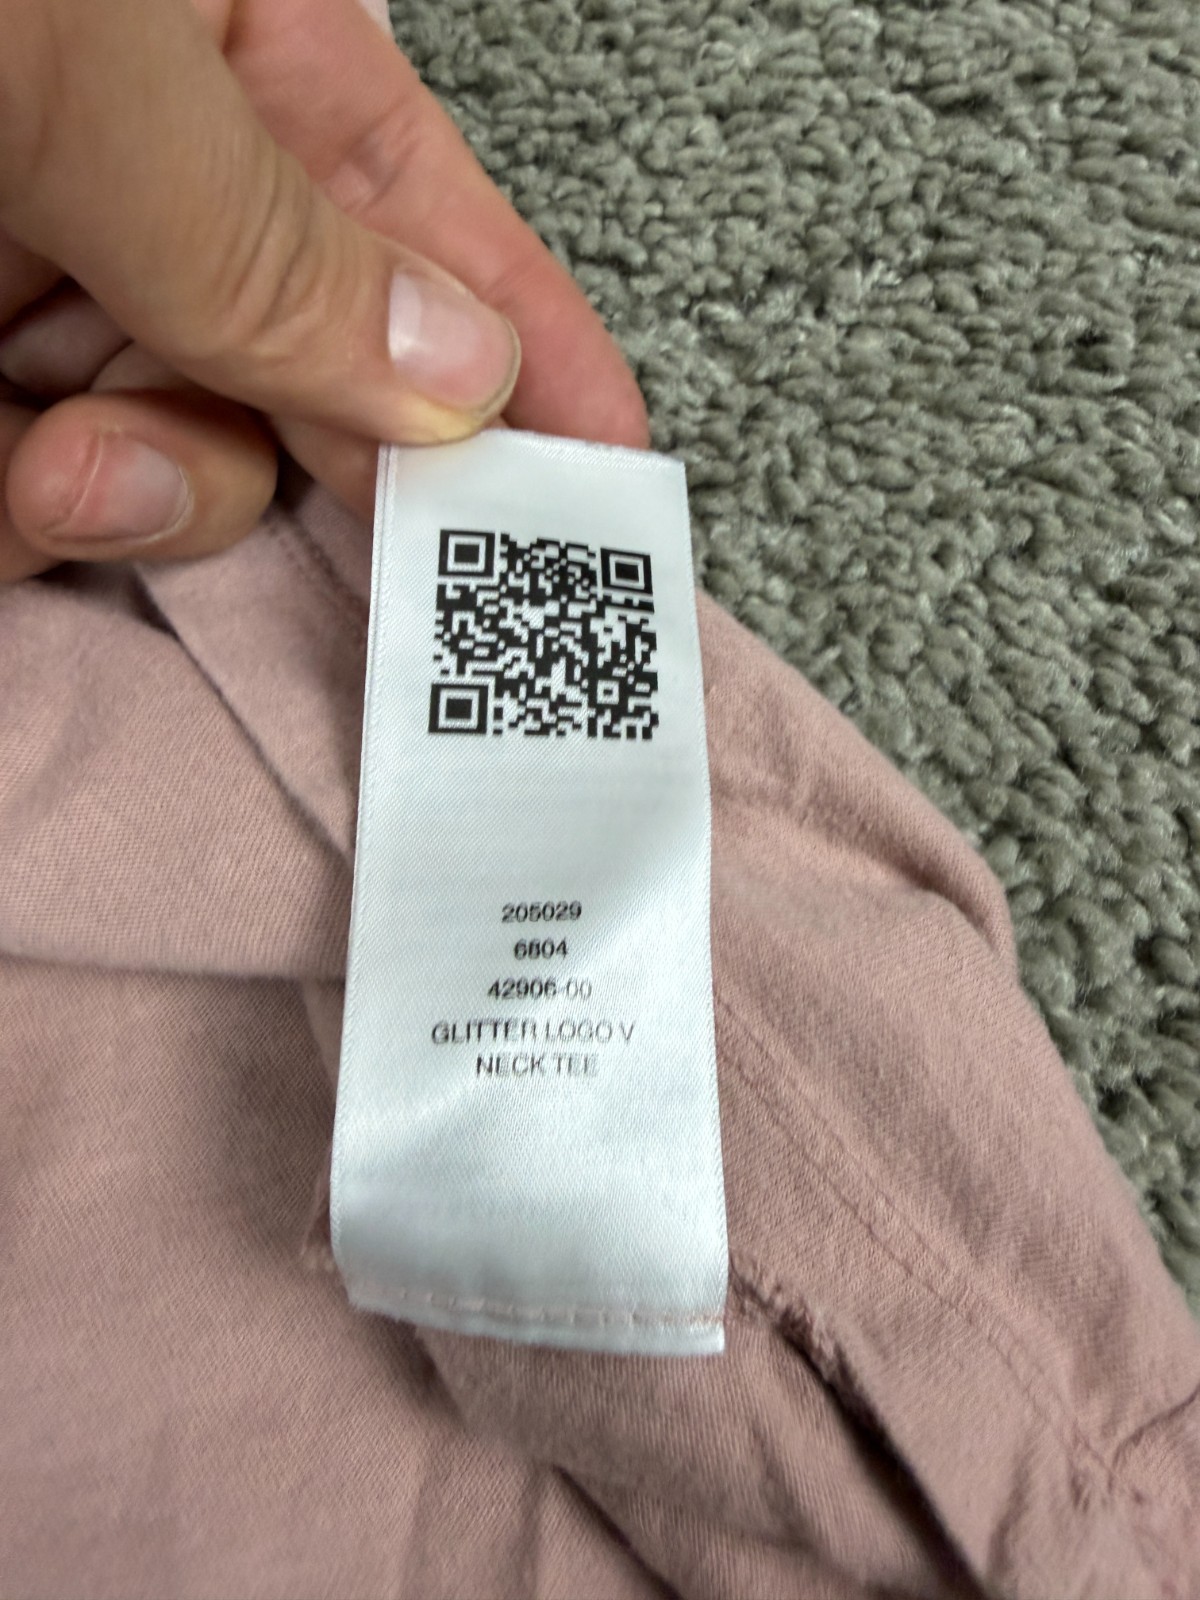 205029
6804
42906-00
GLITTER LOGO V
NECK TEE